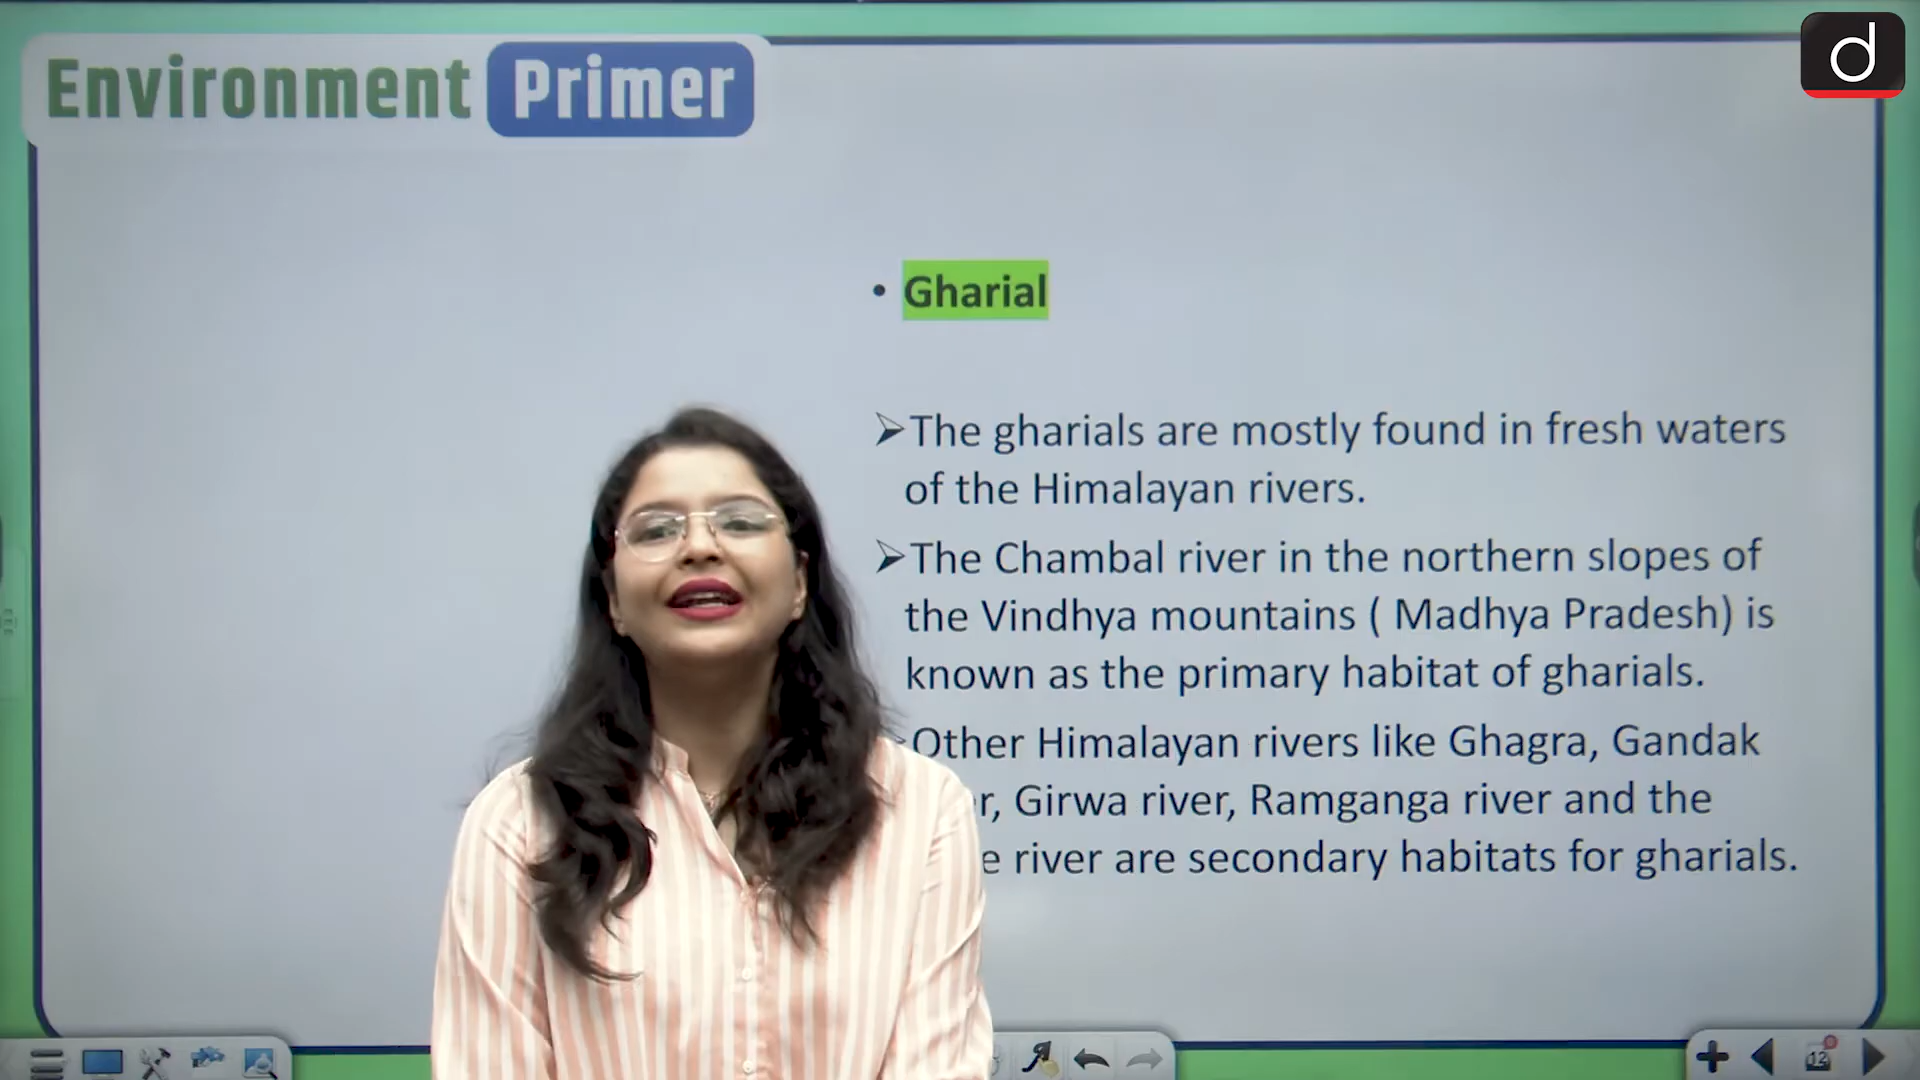 Environment Primer
d
• Gharial
➢The gharials are mostly found in fresh waters
of the Himalayan rivers.
➢The Chambal river in the northern slopes of
the Vindhya mountains ( Madhya Pradesh) is
known as the primary habitat of gharials.
Other Himalayan rivers like Ghagra, Gandak
r, Girwa river, Ramganga river and the
e river are secondary habitats for gharials.
12